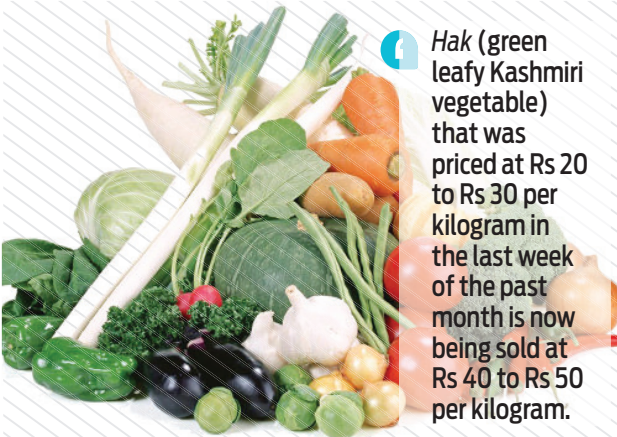 Hak (green
leafy Kashmiri
vegetable)
that was
priced at Rs 20
to Rs 30 per
kilogram in
the last week
of the past
month is now
being sold at
Rs 40 to Rs 50
per kilogram.